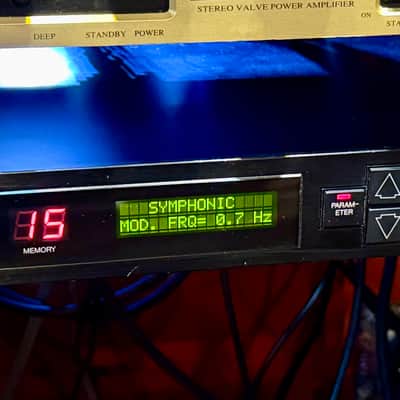 STEREO VALVE POWER AMPLIFIER
ON
DEEP STANDBY POWER
SYMPHONIC
MOD. FRQ= 0.7 Hz
15
MEMORY
PARAM-
ETER